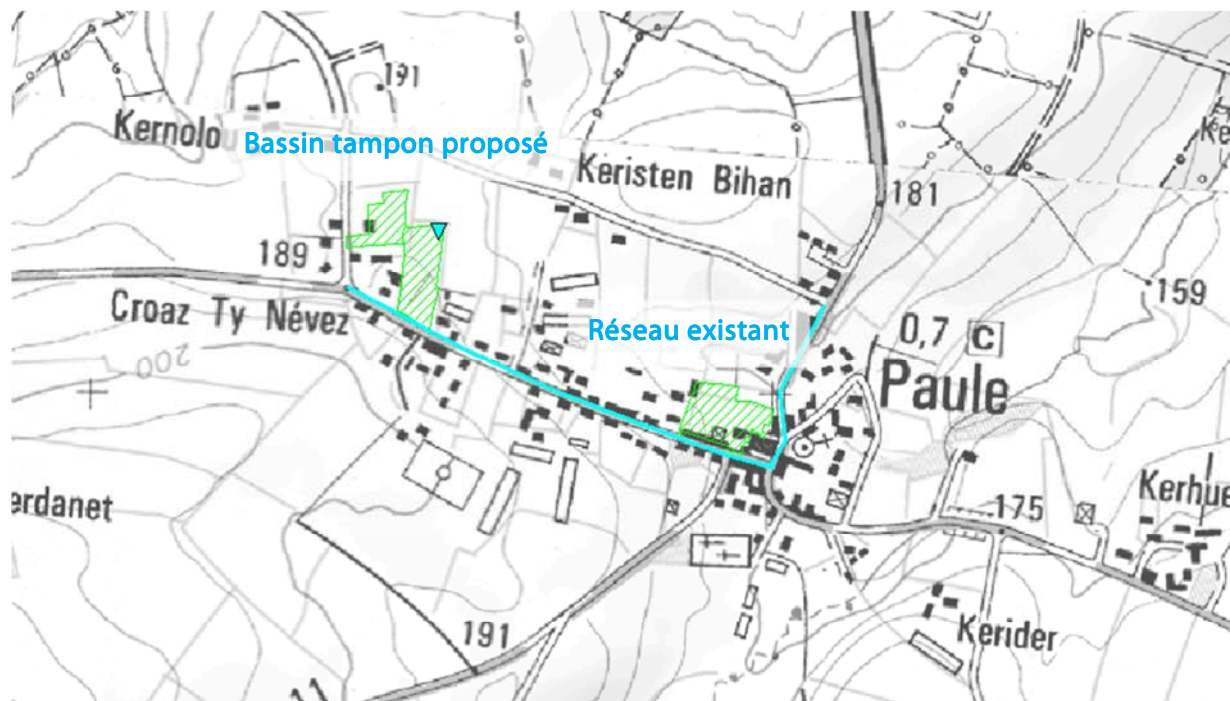 191
Kernolo
Bassin tampon proposé
Keristen Bihan
Ke
181
189
159
Croaz Ty Névez
Réseau existant
0,7 C
200
Paule
erdanet
175
Kerhue
191
Kerider